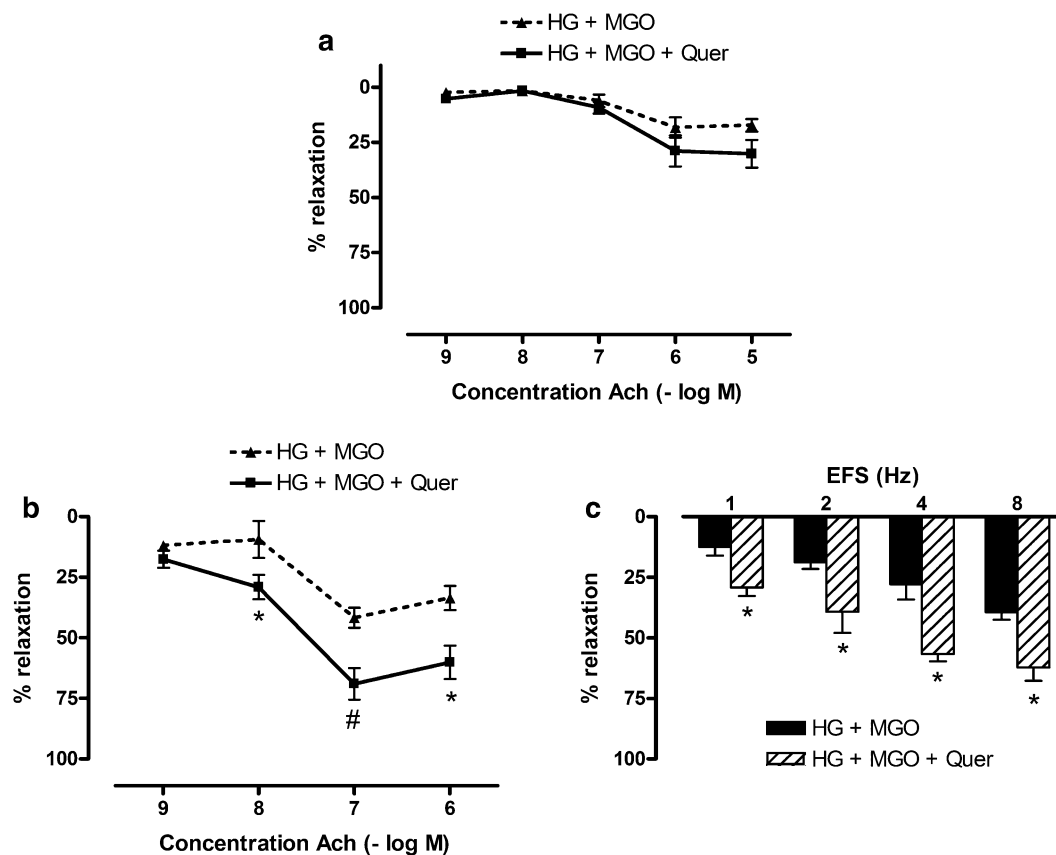 a
HG + MGO
HG + MGO + Quer
0
25
50
75
100
% relaxation
9 8 7 6 5
Concentration Ach (- log M)
b
HG + MGO
HG + MGO + Quer
0
25
50
75
100
% relaxation
*
#
*
9 8 7 6
Concentration Ach (- log M)
c
EFS (Hz)
1 2 4 8
0
25
50
75
100
% relaxation
* * * *
HG + MGO
HG + MGO + Quer